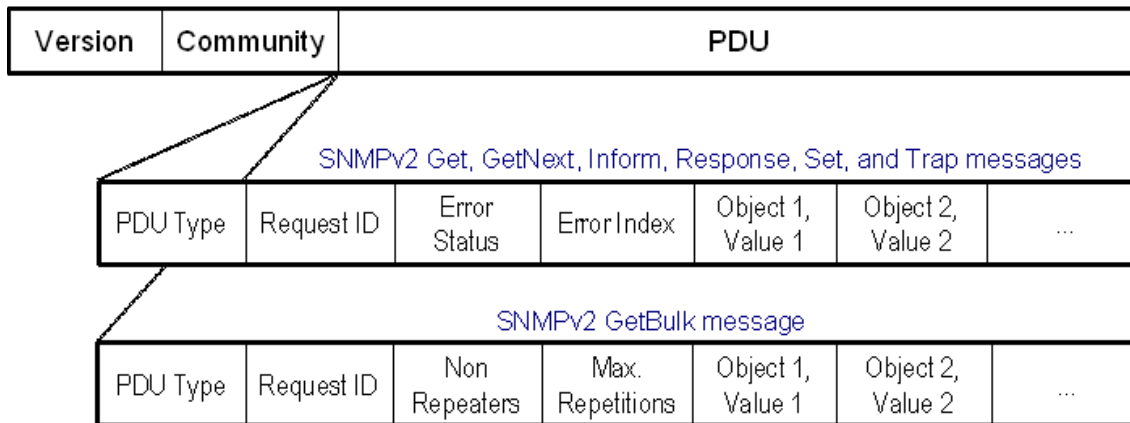 Version Community PDU
SNMPv2 Get, GetNext, Inform, Response, Set, and Trap messages
PDU Type Request ID Error Status Error Index Object 1, Value 1 Object 2, Value 2 ...
SNMPv2 GetBulk message
PDU Type Request ID Non Repeaters Max. Repetitions Object 1, Value 1 Object 2, Value 2 ...